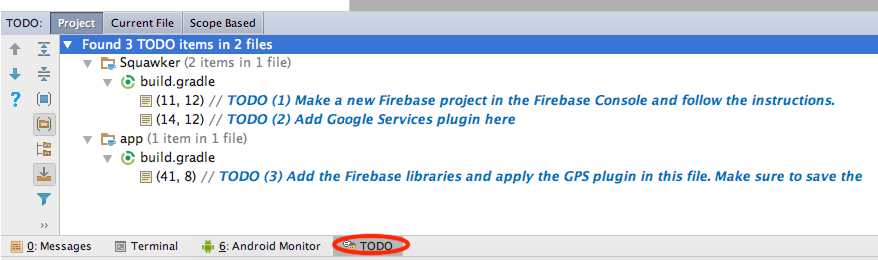 TODO: Project Current File Scope Based
Found 3 TODO items in 2 files
Squawker (2 items in 1 file)
build.gradle
(11, 12) // TODO (1) Make a new Firebase project in the Firebase Console and follow the instructions.
(14, 12) // TODO (2) Add Google Services plugin here
app (1 item in 1 file)
build.gradle
(41, 8) // TODO (3) Add the Firebase libraries and apply the GPS plugin in this file. Make sure to save the
0: Messages Terminal 6: Android Monitor TODO